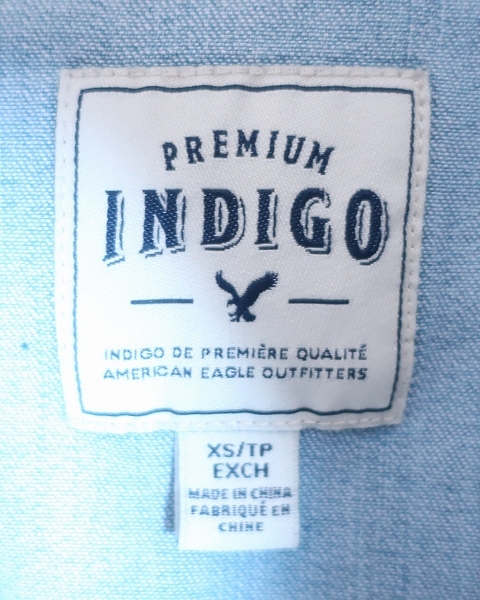 PREMIUM
INDIGO
INDIGO DE PREMIÈRE QUALITÉ
AMERICAN EAGLE OUTFITTERS
XS/TP
EXCH
MADE IN CHINA
FABRIQUÉ EN
CHINE